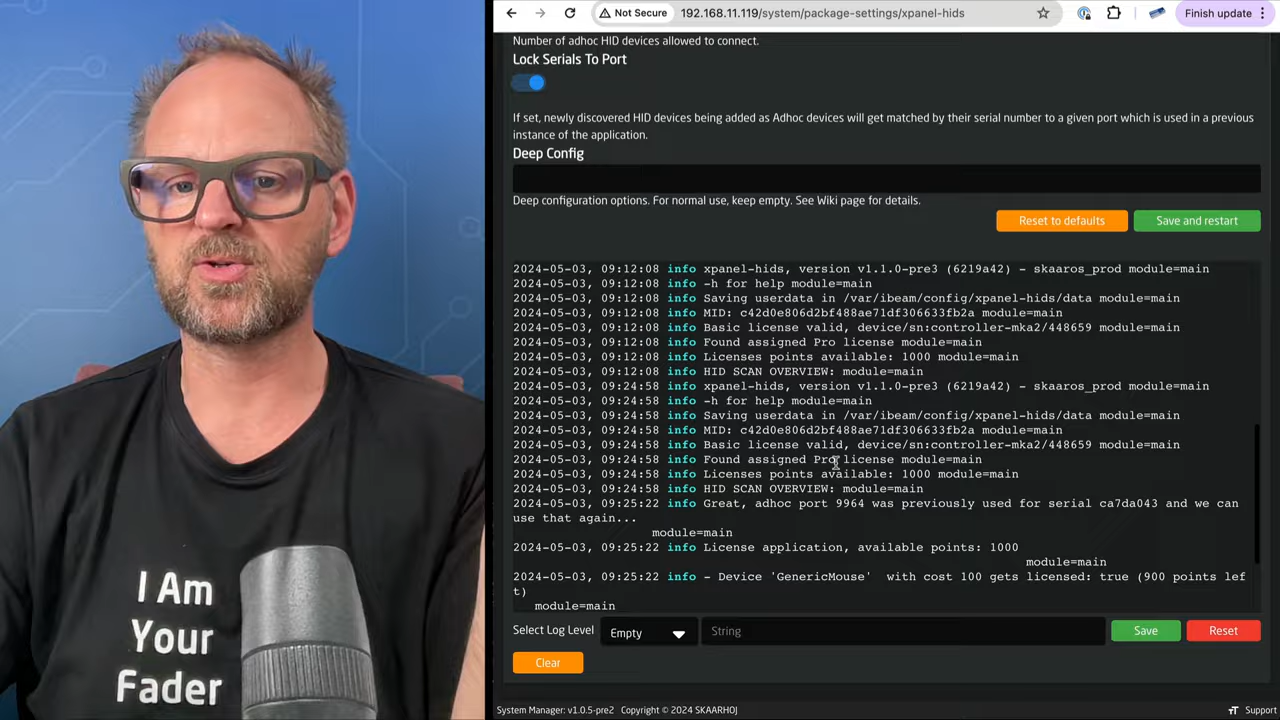 Not Secure
192.168.11.119/system/package-settings/xpanel-hids
Finish update
Number of adhoc HID devices allowed to connect.
Lock Serials To Port
If set, newly discovered HID devices being added as Adhoc devices will get matched by their serial number to a given port which is used in a previous
instance of the application.
Deep Config
Deep configuration options. For normal use, keep empty. See Wiki page for details.
Reset to defaults
Save and restart
2024-05-03, 09:12:08 info xpanel-hids, version v1.1.0-pre3 (6219a42) - skaaros_prod module=main
2024-05-03, 09:12:08 info -h for help module=main
2024-05-03, 09:12:08 info Saving userdata in /var/ibeam/config/xpanel-hids/data module=main
2024-05-03, 09:12:08 info MID: c42d0e806d2bf488ae71df306633fb2a module=main
2024-05-03, 09:12:08 info Basic license valid, device/sn:controller-mka2/448659 module=main
2024-05-03, 09:12:08 info Found assigned Pro license module=main
2024-05-03, 09:12:08 info Licenses points available: 1000 module=main
2024-05-03, 09:12:08 info HID SCAN OVERVIEW: module=main
2024-05-03, 09:24:58 info xpanel-hids, version v1.1.0-pre3 (6219a42) - skaaros_prod module=main
2024-05-03, 09:24:58 info -h for help module=main
2024-05-03, 09:24:58 info Saving userdata in /var/ibeam/config/xpanel-hids/data module=main
2024-05-03, 09:24:58 info MID: c42d0e806d2bf488ae71df306633fb2a module=main
2024-05-03, 09:24:58 info Basic license valid, device/sn:controller-mka2/448659 module=main
2024-05-03, 09:24:58 info Found assigned Pro license module=main
2024-05-03, 09:24:58 info Licenses points available: 1000 module=main
2024-05-03, 09:24:58 info HID SCAN OVERVIEW: module=main
2024-05-03, 09:25:22 info Great, adhoc port 9964 was previously used for serial ca7da043 and we can
use that again...
module=main
2024-05-03, 09:25:22 info License application, available points: 1000
module=main
2024-05-03, 09:25:22 info - Device 'GenericMouse' with cost 100 gets licensed: true (900 points lef
t)
module=main
Select Log Level
Empty
String
Save
Reset
Clear
System Manager: v1.0.5-pre2 Copyright © 2024 SKAARHOJ
Support
I Am
Your
Fader